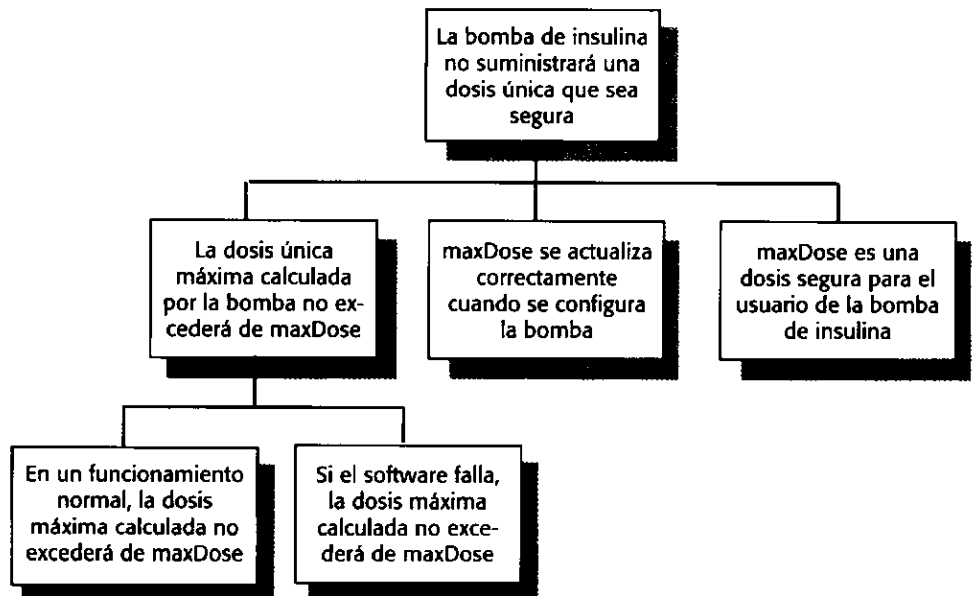 La bomba de insulina
no suministrará una
dosis única que sea
segura
La dosis única
máxima calculada
por la bomba no ex-
cederá de maxDose
maxDose se actualiza
correctamente
cuando se configura
la bomba
maxDose es una
dosis segura para el
usuario de la bomba
de insulina
En un funcionamiento
normal, la dosis
máxima calculada no
excederá de maxDose
Si el software falla,
la dosis máxima
calculada no exce-
derá de maxDose